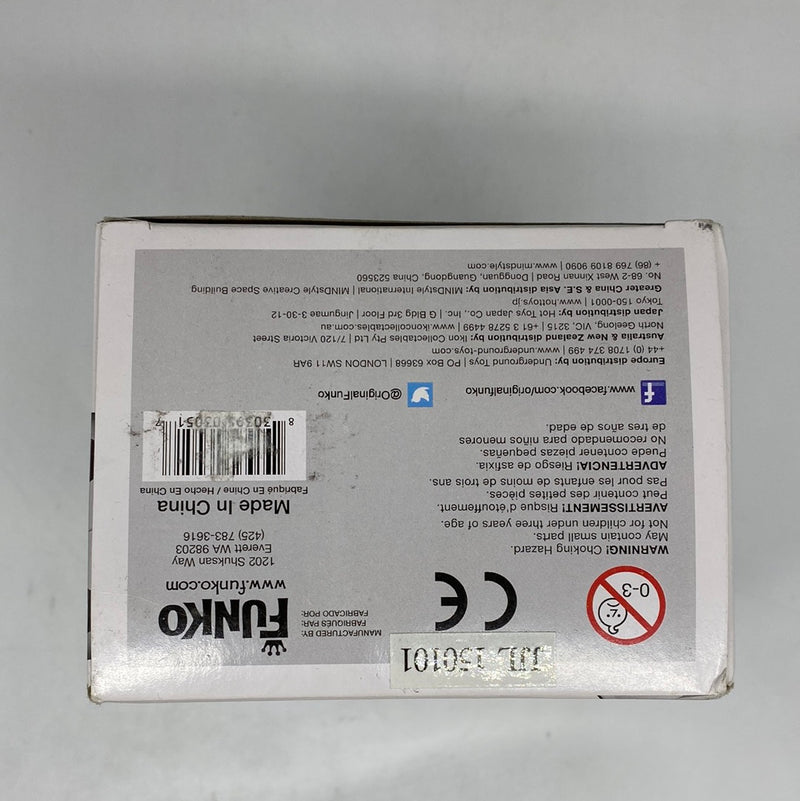 JJL 150101
0-3
CE
WARNING! Choking Hazard.
May contain small parts.
Not for children under three years of age.
AVERTISSEMENT! Risque d'étouffement.
Peut contenir des petites pièces.
Pas pour les enfants de moins de trois ans.
ADVERTENCIA! Riesgo de asfixia.
Puede contener piezas pequeñas.
No recomendado para niños menores
de tres años de edad.
MANUFACTURED BY:
FABRIQUÉS PAR:
FABRICADO POR:
FUNKO
www.funko.com
1202 Shuksan Way
Everett WA 98203
(425) 783-3616
Made In China
Fabriqué En Chine / Hecho En China
8 30395 03051 7
www.facebook.com/originalfunko
@OriginalFunko
Europe distribution by: Underground Toys | PO Box 63668 | LONDON SW11 9AR
+44 (0) 1708 374 499 | www.underground-toys.com
Australia & New Zealand distribution by: Ikon Collectables Pty Ltd | 7/120 | Victoria Street
North, Geelong, VIC, 3215 | +61 3 5278 4499 | www.ikoncollectables.com.au
Japan distribution by: Hot Toys Japan Co., Inc. | G Bldg 3rd Floor | Jingumae 3-30-12
Tokyo 150-0001 | www.hottoys.jp
Greater China & S.E. Asia distribution by: MINDstyle International | MINDstyle Creative Space Building
No. 68-2 West Xinnan Road | Dongguan, Guangdong. China 523560
+ (86) 769 8109 9090 | www.mindstyle.com